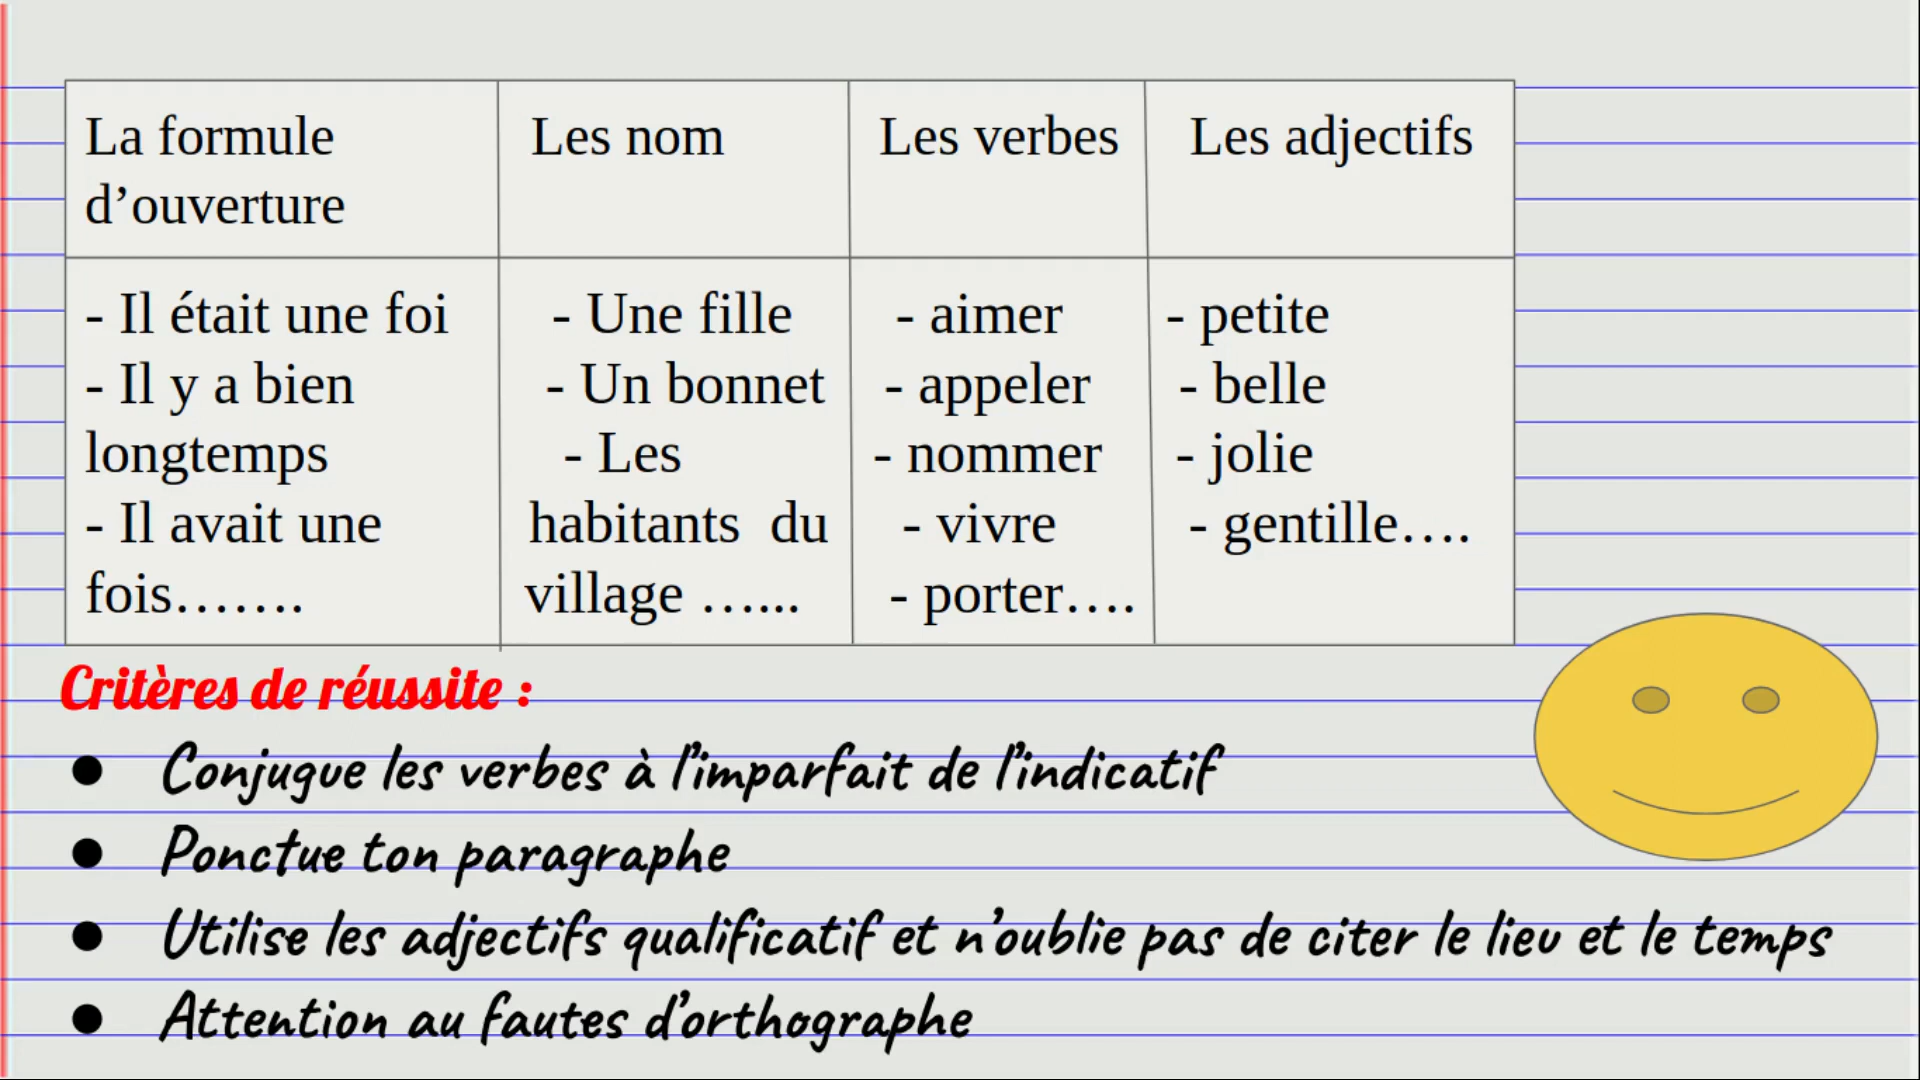 La formule
d’ouverture
Les nom
Les verbes
Les adjectifs
- Il était une foi
- Il y a bien
longtemps
- Il avait une
fois…….
- Une fille
- Un bonnet
- Les
habitants du
village …...
- aimer
- appeler
- nommer
- vivre
- porter….
- petite
- belle
- jolie
- gentille….
Critères de réussite :
● Conjugue les verbes à l’imparfait de l’indicatif
● Ponctue ton paragraphe
● Utilise les adjectifs qualificatif et n’oublie pas de citer le lieu et le temps
● Attention au fautes d’orthographe